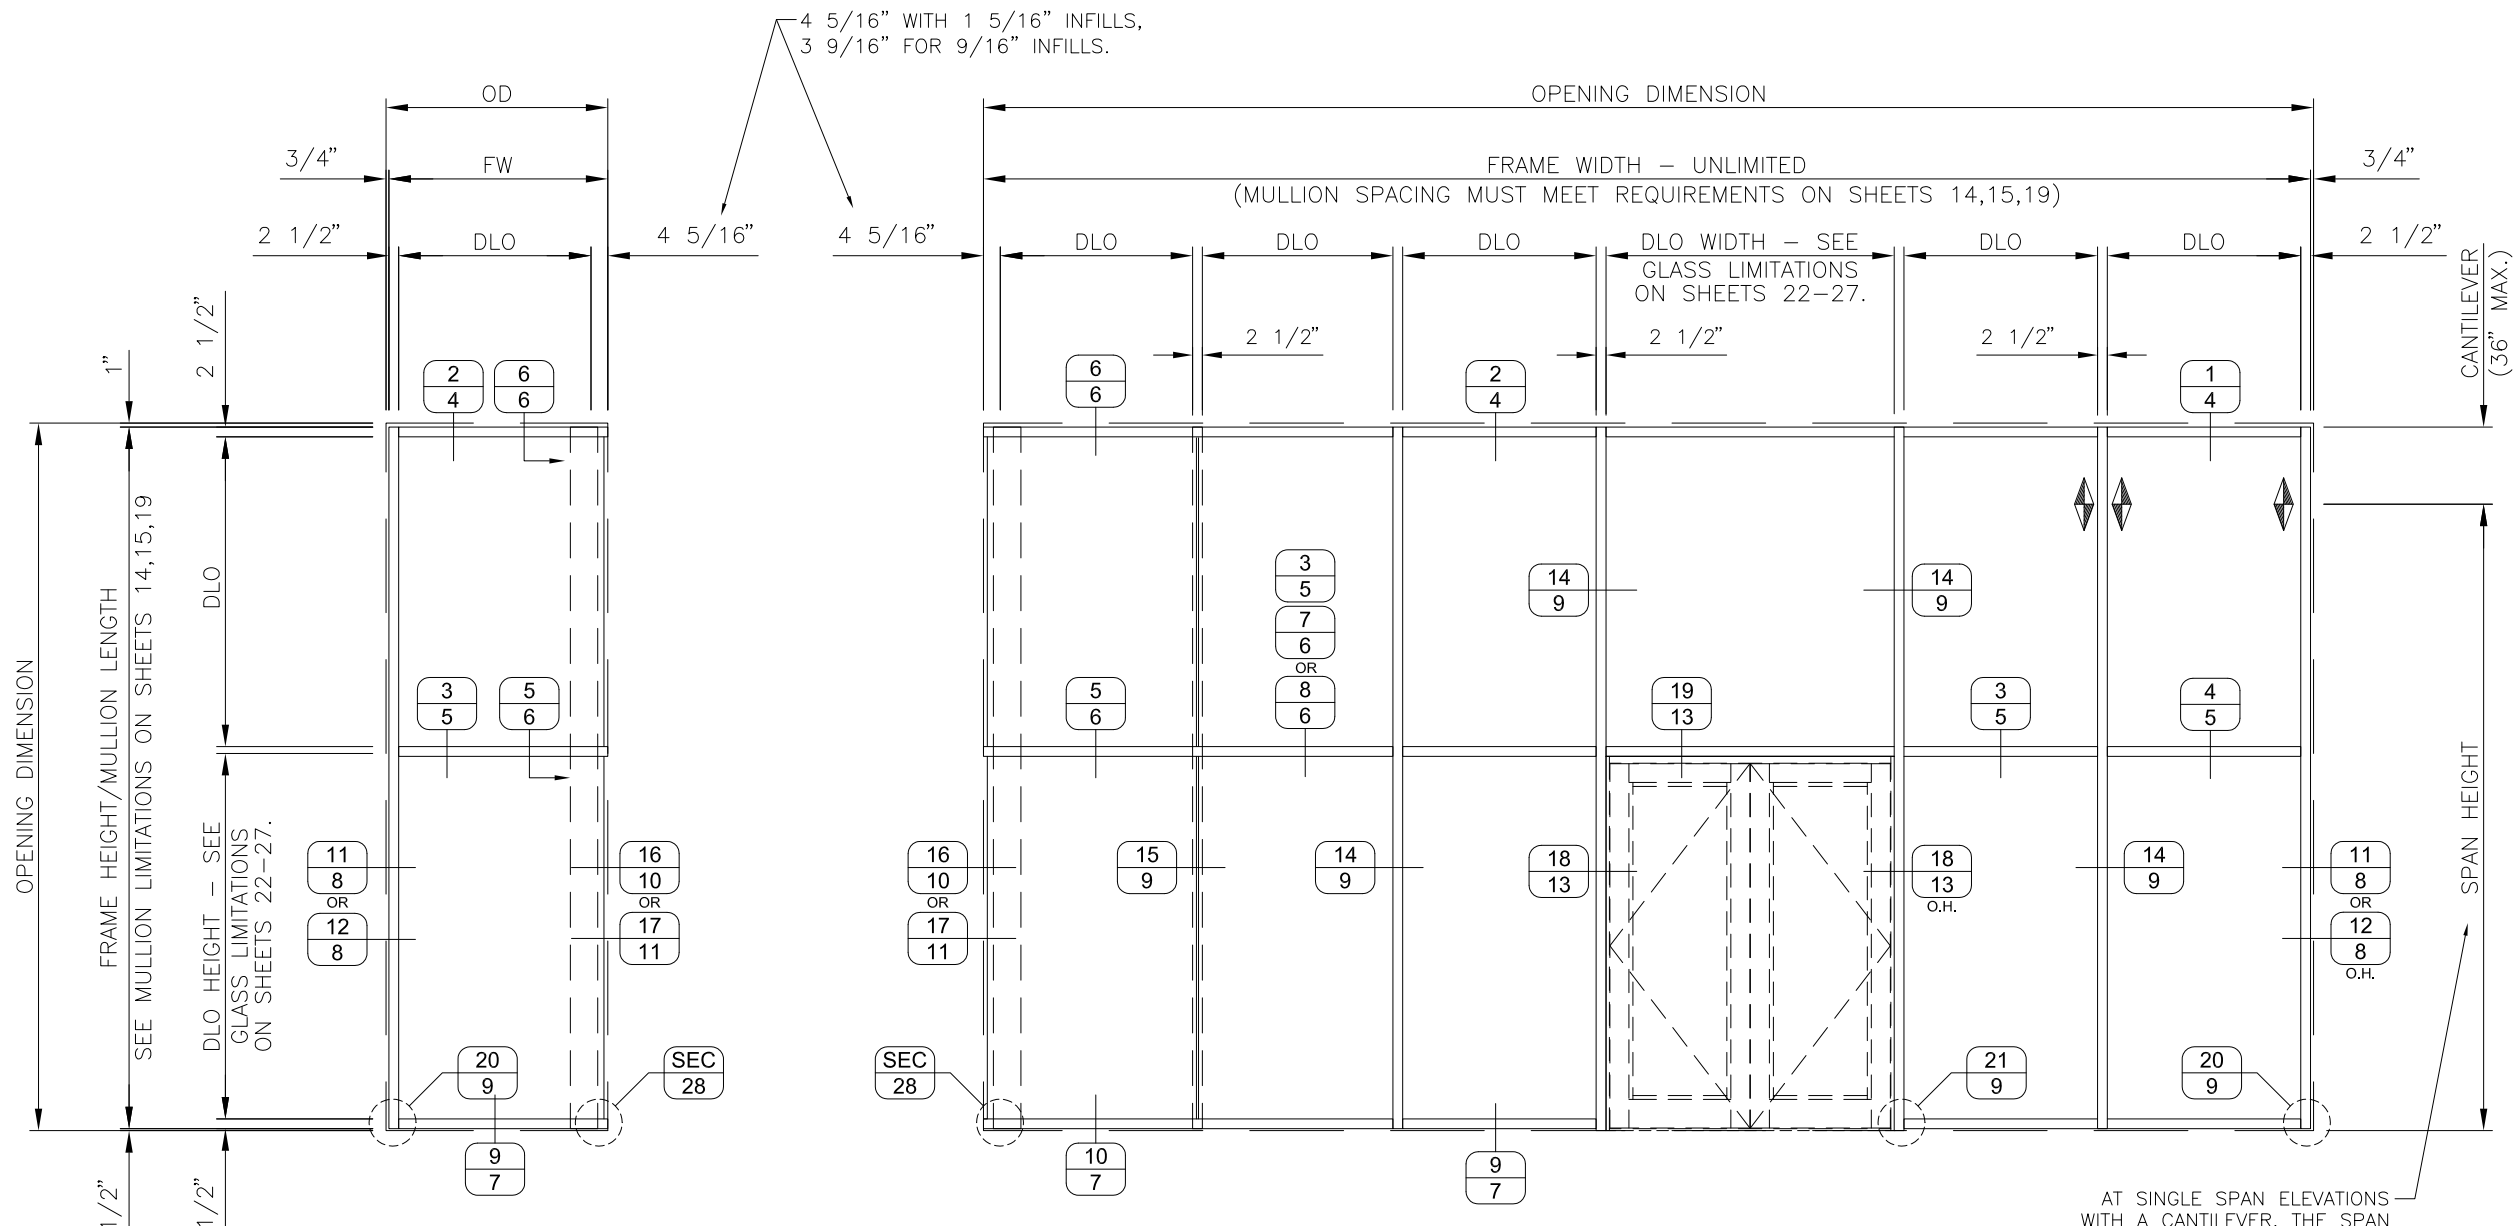 4 5/16” WITH 1 5/16” INFILLS,
3 9/16” FOR 9/16” INFILLS.
OD
OPENING DIMENSION
3/4”
FW
FRAME WIDTH – UNLIMITED
3/4”
(MULLION SPACING MUST MEET REQUIREMENTS ON SHEETS 14,15,19)
2 1/2”
DLO
4 5/16”
4 5/16”
DLO
DLO
DLO
DLO WIDTH – SEE
GLASS LIMITATIONS
ON SHEETS 22–27.
DLO
DLO
2 1/2”
CANTILEVER
(36” MAX.)
1”
2 1/2”
2 1/2”
2 1/2”
2 1/2”
2
4
6
6
6
6
2
4
1
4
OPENING DIMENSION
FRAME HEIGHT/MULLION LENGTH
SEE MULLION LIMITATIONS ON SHEETS 14,15,19
DLO
3
5
7
6
OR
8
6
14
9
14
9
3
5
5
6
5
6
19
13
3
5
4
5
SPAN HEIGHT
DLO HEIGHT – SEE
GLASS LIMITATIONS
ON SHEETS 22–27.
11
8
OR
12
8
16
10
OR
17
11
16
10
OR
17
11
15
9
14
9
18
13
18
13
O.H.
14
9
11
8
OR
12
8
O.H.
20
9
SEC
28
SEC
28
21
9
20
9
9
7
10
7
9
7
1/2”
1/2”
AT SINGLE SPAN ELEVATIONS
WITH A CANTILEVER, THE SPAN